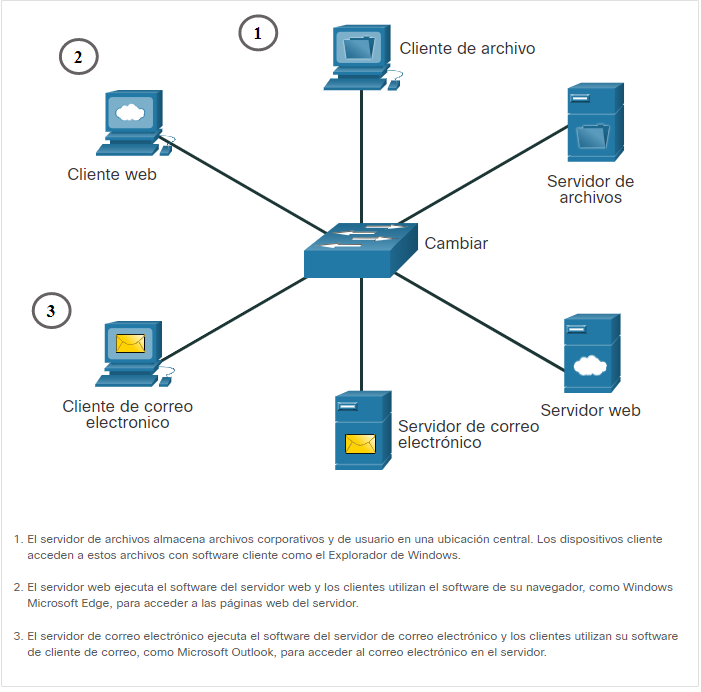 1
Cliente de archivo
2
Cliente web
Servidor de
archivos
Cambiar
3
Cliente de correo
electronico
Servidor de correo
electrónico
Servidor web
1. El servidor de archivos almacena archivos corporativos y de usuario en una ubicación central. Los dispositivos cliente
acceden a estos archivos con software cliente como el Explorador de Windows.
2. El servidor web ejecuta el software del servidor web y los clientes utilizan el software de su navegador, como Windows
Microsoft Edge, para acceder a las páginas web del servidor.
3. El servidor de correo electrónico ejecuta el software del servidor de correo electrónico y los clientes utilizan su software
de cliente de correo, como Microsoft Outlook, para acceder al correo electrónico en el servidor.